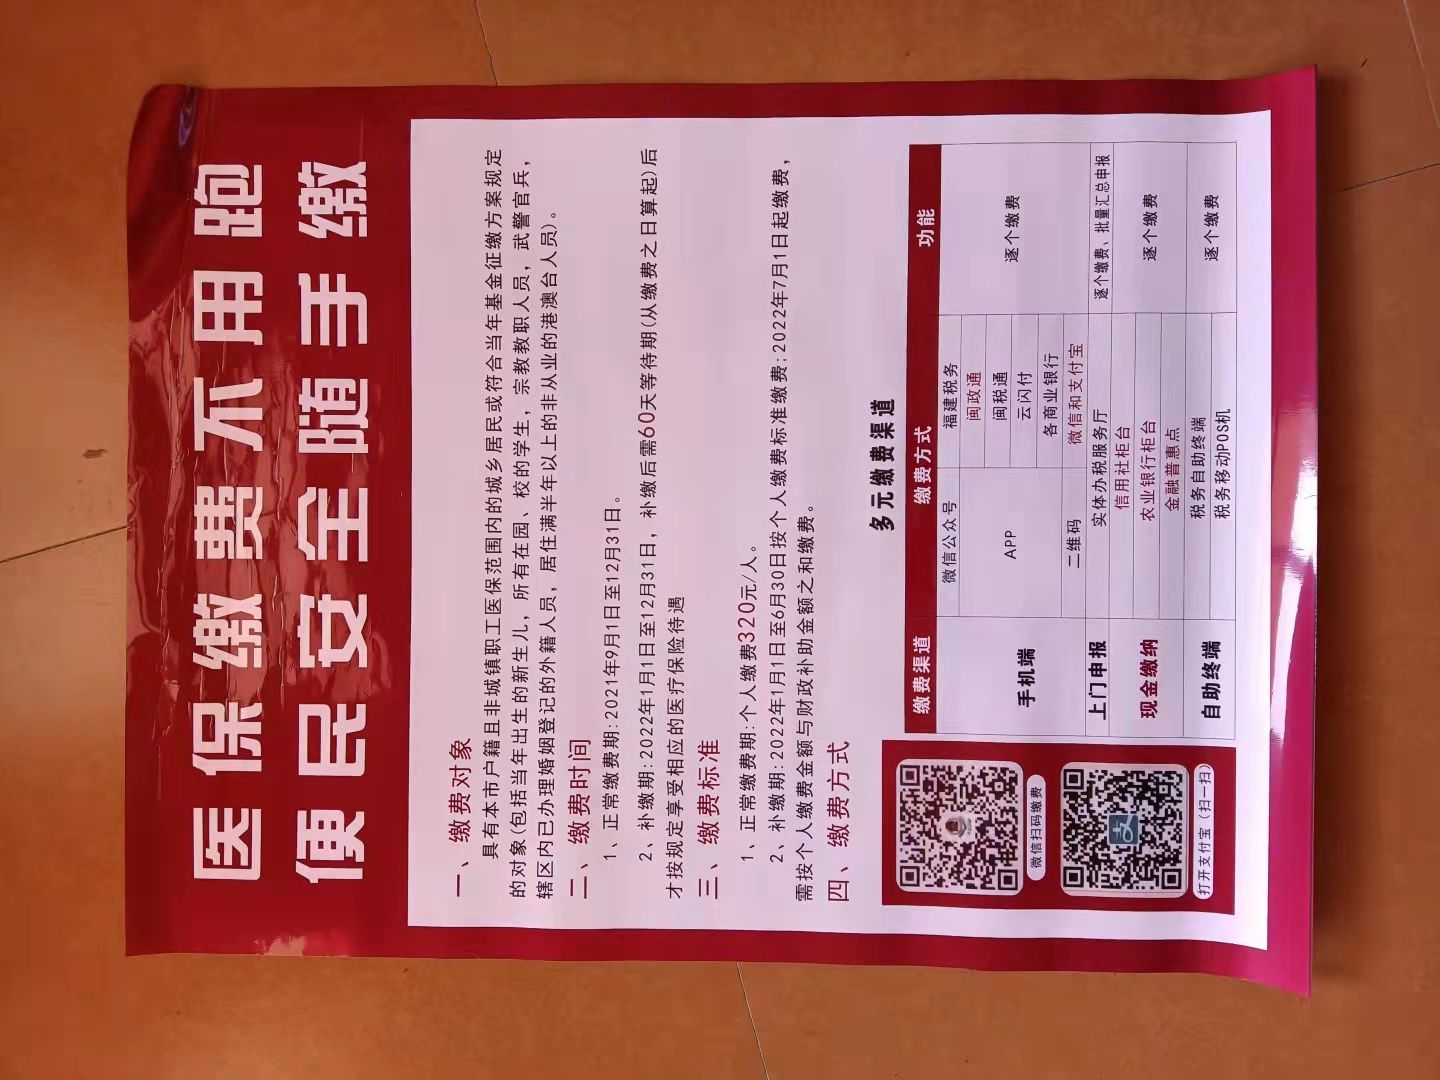 医保缴费不用跑
便民安全随手缴
一、缴费对象
具有本市户籍且非城镇职工医保范围内的城乡居民或符合当年基金征缴方案规定
的对象(包括当年出生的新生儿，所有在园、校的学生，宗教教职人员，武警官兵，
辖区内已办理婚姻登记的外籍人员，居住满半年以上的非从业的港澳台人员)。
二、缴费时间
1、正常缴费期:2021年9月1日至12月31日。
2、补缴期:2022年1月1日至12月31日，补缴后需60天等待期(从缴费之日算起)后
才按规定享受相应的医疗保险待遇
三、缴费标准
1、正常缴费期:个人缴费320元/人。
2、补缴期:2022年1月1日至6月30日按个人缴费标准缴费;2022年7月1日起缴费，
需按个人缴费金额与财政补助金额之和缴费。
四、缴费方式
多元缴费渠道
缴费渠道 缴费方式 功能
手机端 微信公众号 福建税务 逐个缴费
APP 闽政通
闽税通
云闪付
各商业银行
二维码 微信和支付宝
上门申报 实体办税服务厅 逐个缴费、批量汇总申报
现金缴纳 信用社柜台 逐个缴费
农业银行柜台
金融普惠点
自助终端 税务自助终端 逐个缴费
税务移动POS机
微信扫码缴费
打开支付宝（扫一扫）